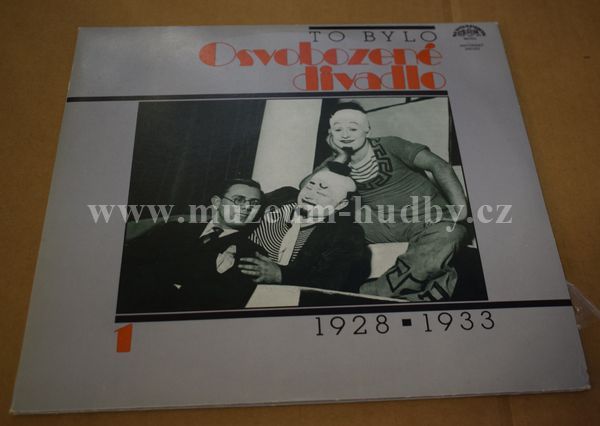 TO BYLO
Osvobozené
divadlo
www.muzeum-hudby.cz
1
1928 ▪ 1933